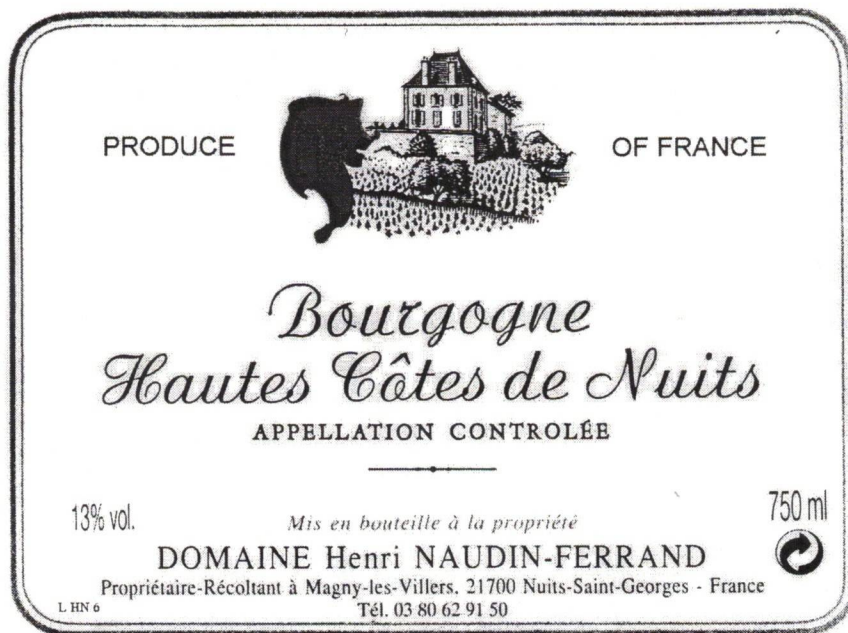 PRODUCE OF FRANCE
Bourgogne
Hautes Côtes de Nuits
APPELLATION CONTROLÉE
13% vol.
750 ml
Mis en bouteille à la propriété
DOMAINE Henri NAUDIN-FERRAND
Propriétaire-Récoltant à Magny-les-Villers, 21700 Nuits-Saint-Georges - France
L HN 6
Tél. 03 80 62 91 50